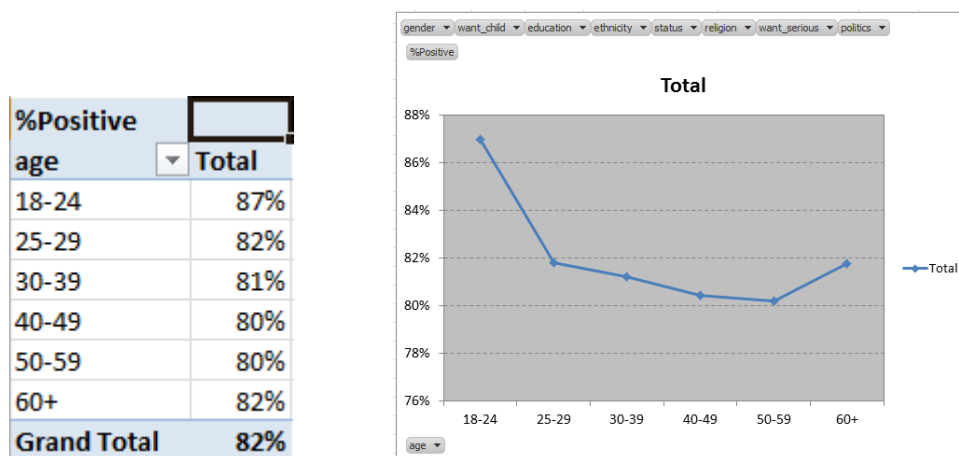 %Positive
age Total
18-24 87%
25-29 82%
30-39 81%
40-49 80%
50-59 80%
60+ 82%
Grand Total 82%
gender want_child education ethnicity status religion want_serious politics
%Positive
Total
88%
86%
84%
82%
80%
78%
76%
18-24 25-29 30-39 40-49 50-59 60+
Total
age